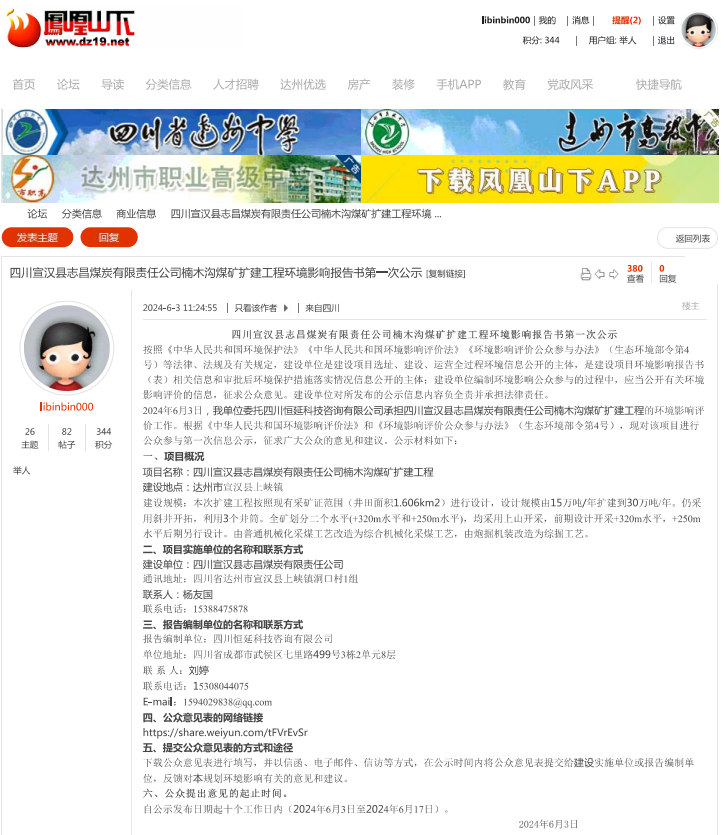 鳳凰山下
www.dz19.net
libinbin000 | 我的 | 消息 | 提醒(2) | 设置
积分: 344 | 用户组: 举人 | 退出
首页 论坛 导读 分类信息 人才招聘 达州优选 房产 装修 手机APP 教育 党政风采 快捷导航
四川省达州中学
达州市高级中
达州市职业高级中学
广告
下载凤凰山下APP
论坛 分类信息 商业信息 四川宣汉县志昌煤炭有限责任公司楠木沟煤矿扩建工程环境 ...
发表主题 回复 返回列表
四川宣汉县志昌煤炭有限责任公司楠木沟煤矿扩建工程环境影响报告书第一次公示 [复制链接]
380
查看
0
回复
2024-6-3 11:24:55 | 只看该作者 | 来自四川
楼主
libinbin000
26 82 344
主题 帖子 积分
举人
四川宣汉县志昌煤炭有限责任公司楠木沟煤矿扩建工程环境影响报告书第一次公示
按照《中华人民共和国环境保护法》《中华人民共和国环境影响评价法》《环境影响评价公众参与办法》（生态环境部令第4
号）等法律、法规及有关规定，建设单位是建设项目选址、建设、运营全过程环境信息公开的主体，是建设项目环境影响报告书
（表）相关信息和审批后环境保护措施落实情况信息公开的主体；建设单位编制环境影响公众参与的过程中，应当公开有关环境
影响评价的信息，征求公众意见。建设单位对所发布的公示信息内容负全责并承担法律责任。
2024年6月3日，我单位委托四川恒延科技咨询有限公司承担四川宣汉县志昌煤炭有限责任公司楠木沟煤矿扩建工程的环境影响评
价工作。根据《中华人民共和国环境影响评价法》和《环境影响评价公众参与办法》（生态环境部令第4号），现对该项目进行
公众参与第一次信息公示，征求广大公众的意见和建议。公示材料如下：
一、项目概况
项目名称：四川宣汉县志昌煤炭有限责任公司楠木沟煤矿扩建工程
建设地点：达州市宣汉县上峡镇
建设规模：本次扩建工程按照现有采矿证范围（井田面积1.606km2）进行设计，设计规模由15万吨/年扩建到30万吨/年。仍采
用斜井开拓，利用3个井筒。全矿划分二个水平(+320m水平和+250m水平)，均采用上山开采，前期设计开采+320m水平，+250m
水平后期另行设计。由普通机械化采煤工艺改造为综合机械化采煤工艺，由炮掘机装改造为综掘工艺。
二、项目实施单位的名称和联系方式
建设单位：四川宣汉县志昌煤炭有限责任公司
通讯地址：四川省达州市宣汉县上峡镇洞口村1组
联系人：杨友国
联系电话：15388475878
三、报告编制单位的名称和联系方式
报告编制单位：四川恒延科技咨询有限公司
单位地址：四川省成都市武侯区七里路499号3栋2单元8层
联 系 人：刘婷
联系电话：15308044075
E-mail：1594029838@qq.com
四、公众意见表的网络链接
https://share.weiyun.com/tFVrEvSr
五、提交公众意见表的方式和途径
下载公众意见表进行填写，并以信函、电子邮件、信访等方式，在公示时间内将公众意见表提交给建设实施单位或报告编制单
位，反馈对本规划环境影响有关的意见和建议。
六、公众提出意见的起止时间。
自公示发布日期起十个工作日内（2024年6月3日至2024年6月17日）。
2024年6月3日